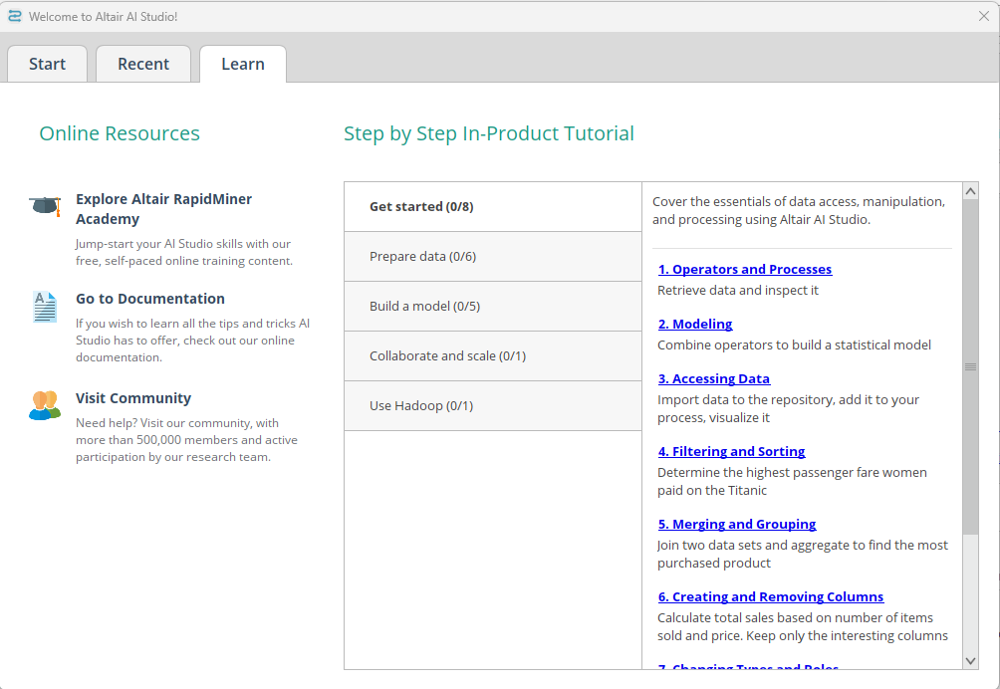 Welcome to Altair AI Studio!
Start
Recent
Learn
Online Resources
Explore Altair RapidMiner
Academy
Jump-start your AI Studio skills with our
free, self-paced online training content.
Go to Documentation
If you wish to learn all the tips and tricks AI
Studio has to offer, check out our online
documentation.
Visit Community
Need help? Visit our community, with
more than 500,000 members and active
participation by our research team.
Step by Step In-Product Tutorial
Get started (0/8)
Prepare data (0/6)
Build a model (0/5)
Collaborate and scale (0/1)
Use Hadoop (0/1)
Cover the essentials of data access, manipulation,
and processing using Altair AI Studio.
1. Operators and Processes
Retrieve data and inspect it
2. Modeling
Combine operators to build a statistical model
3. Accessing Data
Import data to the repository, add it to your
process, visualize it
4. Filtering and Sorting
Determine the highest passenger fare women
paid on the Titanic
5. Merging and Grouping
Join two data sets and aggregate to find the most
purchased product
6. Creating and Removing Columns
Calculate total sales based on number of items
sold and price. Keep only the interesting columns
7. Changing Types and Roles